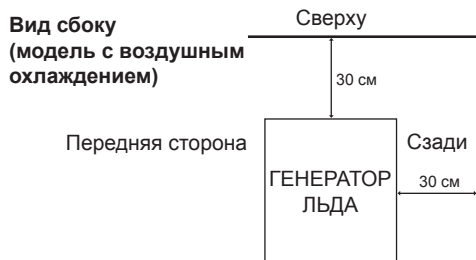 Вид сбоку
(модель с воздушным
охлаждением)
Сверху
30 см
Передняя сторона
ГЕНЕРАТОР
ЛЬДА
Сзади
30 см